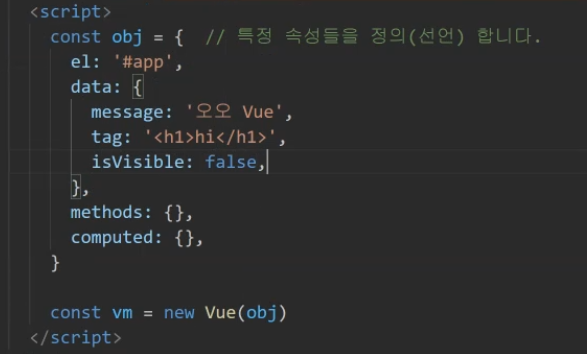 <script>
const obj = { // 특정 속성들을 정의(선언) 합니다.
el: '#app',
data: {
message: '오오 Vue',
tag: '<h1>hi</h1>',
isVisible: false,
},
methods: {},
computed: {},
}
const vm = new Vue(obj)
</script>